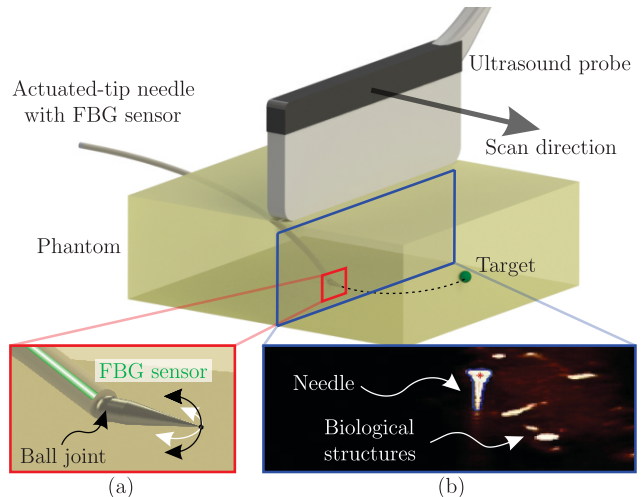 Ultrasound probe
Actuated-tip needle
with FBG sensor
Scan direction
Phantom
Target
FBG sensor
Ball joint
(a)
Needle
Biological
structures
(b)